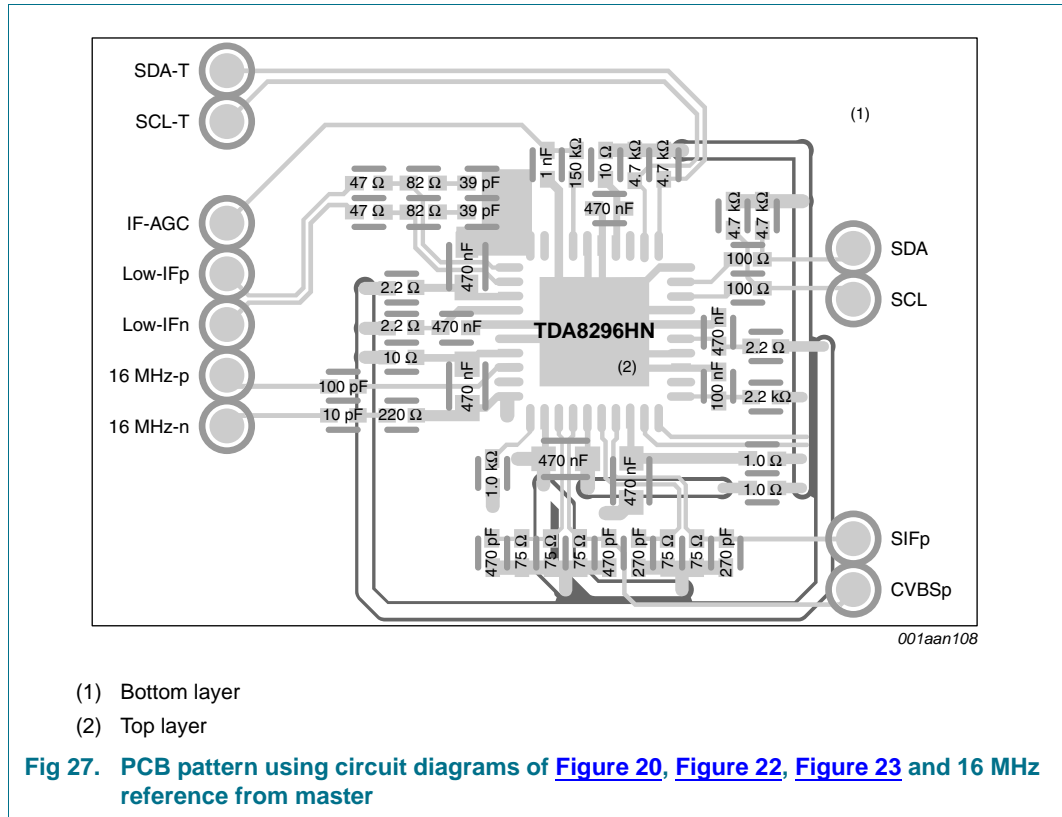 SDA-T
SCL-T
(1)
1 nF
150 kΩ
10 Ω
4.7 kΩ
4.7 kΩ
47 Ω 82 Ω 39 pF
47 Ω 82 Ω 39 pF
470 nF
4.7 kΩ
4.7 kΩ
IF-AGC
SDA
100 Ω
Low-IFp
470 nF
2.2 Ω
100 Ω
SCL
Low-IFn
2.2 Ω 470 nF
TDA8296HN
470 nF
2.2 Ω
10 Ω
(2)
16 MHz-p
100 pF
470 nF
100 nF
2.2 kΩ
16 MHz-n
10 pF 220 Ω
1.0 kΩ
470 nF
470 nF
1.0 Ω
1.0 Ω
470 pF
75 Ω
75 Ω
75 Ω
470 pF
270 pF
75 Ω
75 Ω
270 pF
SIFp
CVBSp
001aan108
(1) Bottom layer
(2) Top layer
Fig 27. PCB pattern using circuit diagrams of Figure 20, Figure 22, Figure 23 and 16 MHz
reference from master